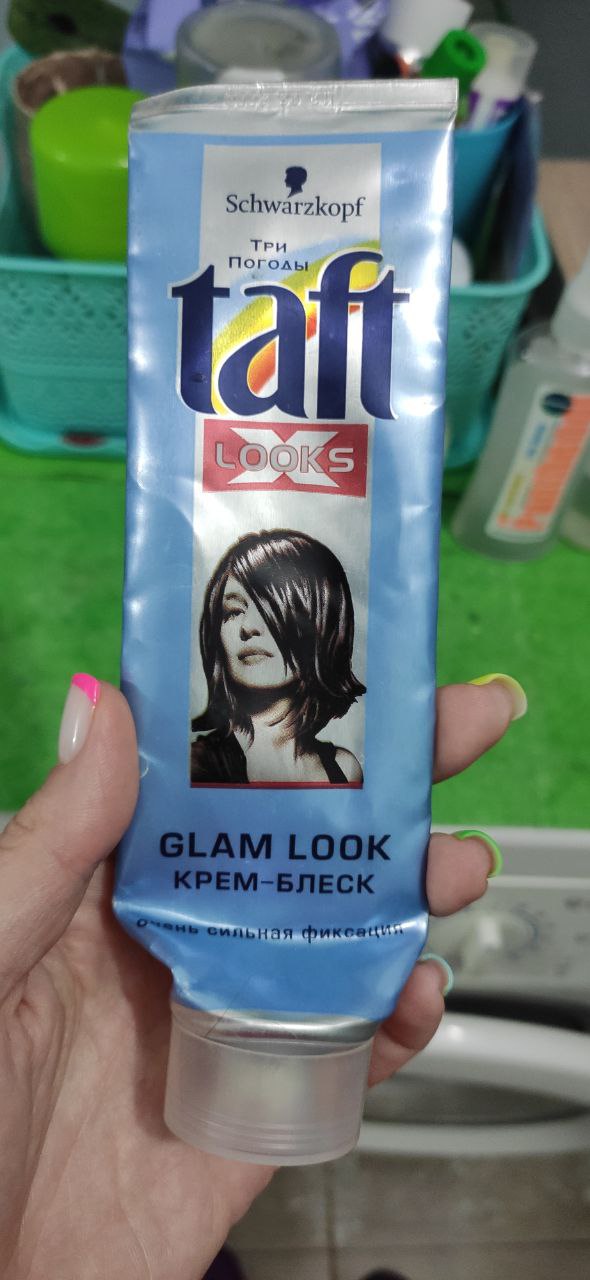 Schwarzkopf
Три
Погоды
taft
LOOKS
GLAM LOOK
КРЕМ-БЛЕСК
очень сильная фиксация